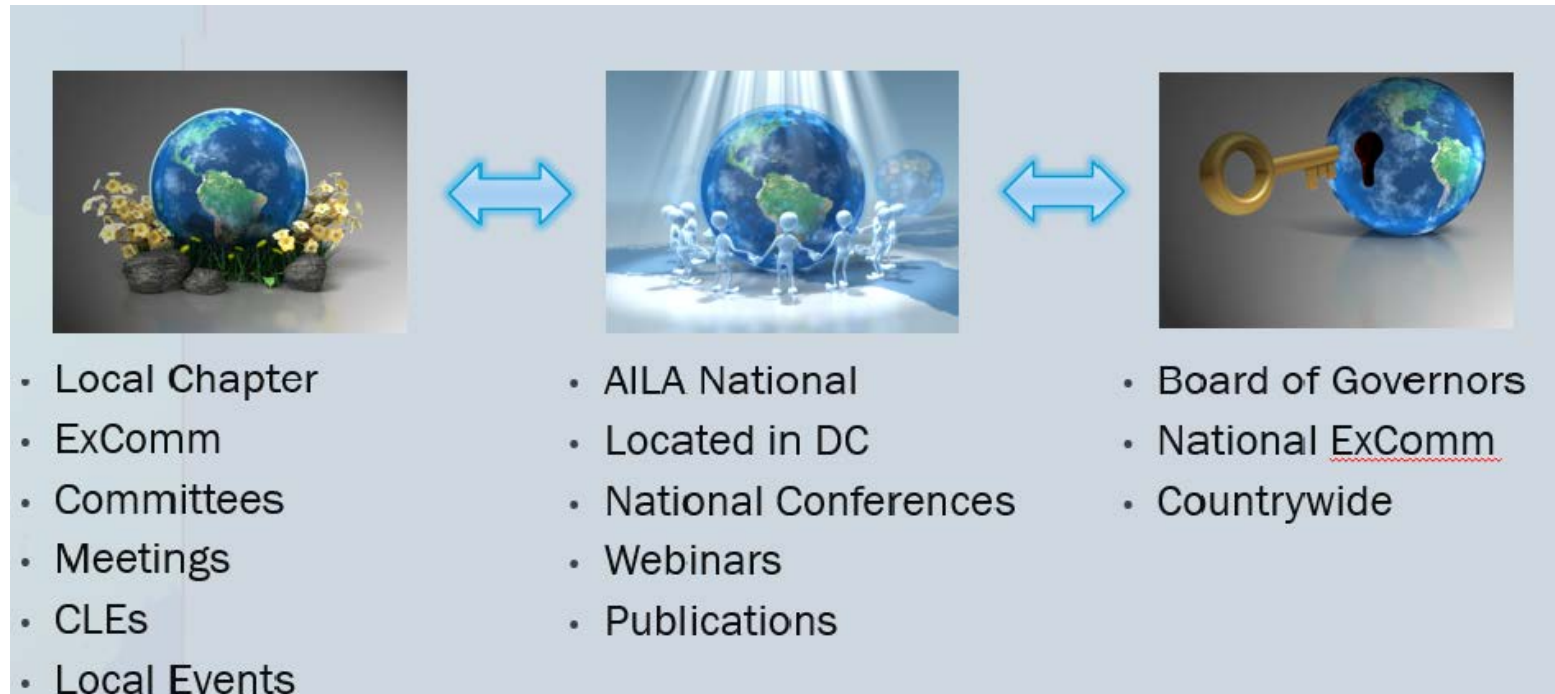 • Local Chapter
• ExComm
• Committees
• Meetings
• CLEs
• Local Events
• AILA National
• Located in DC
• National Conferences
• Webinars
• Publications
• Board of Governors
• National ExComm
• Countrywide